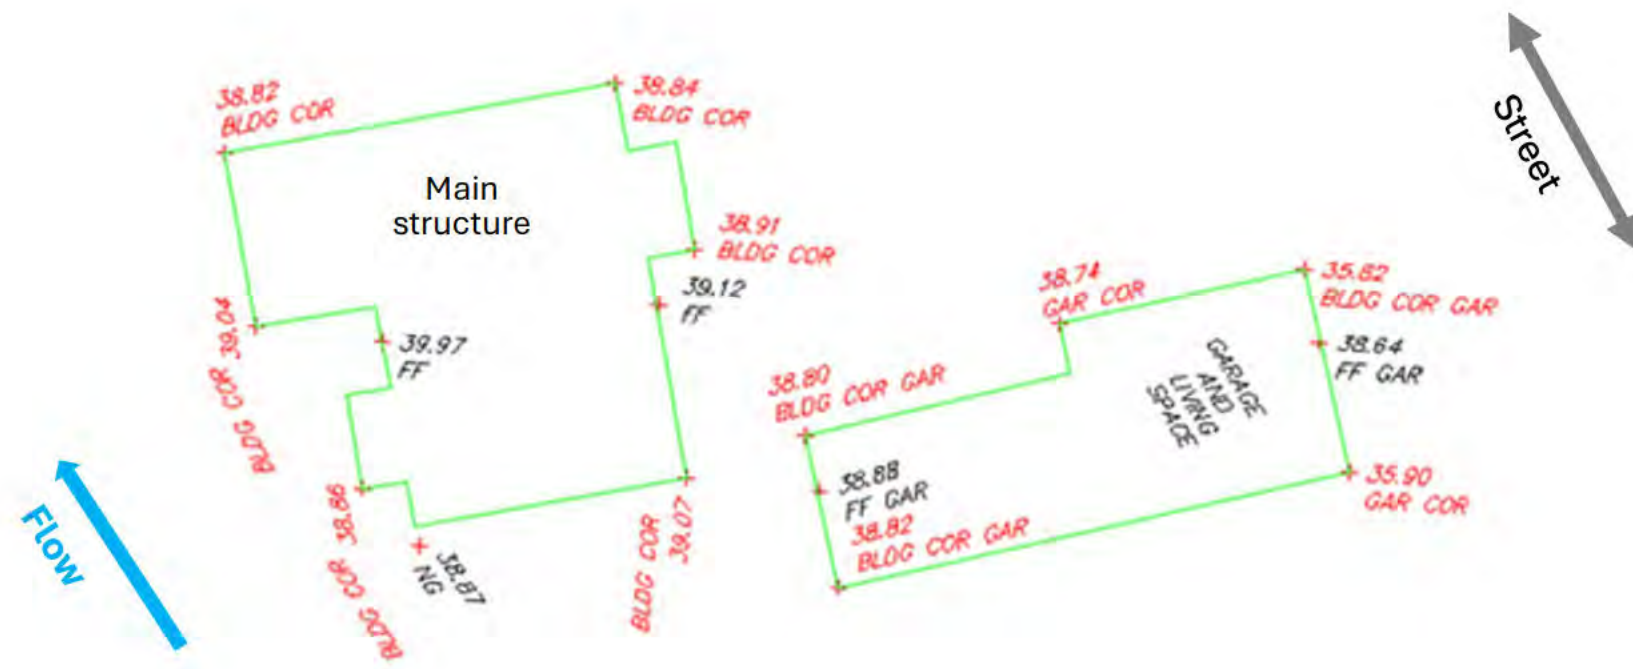 38.82
BLDG COR
38.84
BLDG COR
Street
Main
structure
38.91
BLDG COR
39.12
FF
38.74
GAR COR
35.82
BLDG COR GAR
BLDG COR 39.04
39.97
FF
38.64
FF GAR
GARAGE
AND
LIVING
SPACE
38.80
BLDG COR GAR
38.88
FF GAR
38.82
BLDG COR GAR
35.90
GAR COR
Flow
BLDG COR 38.86
38.87
NG
BLDG COR
39.07